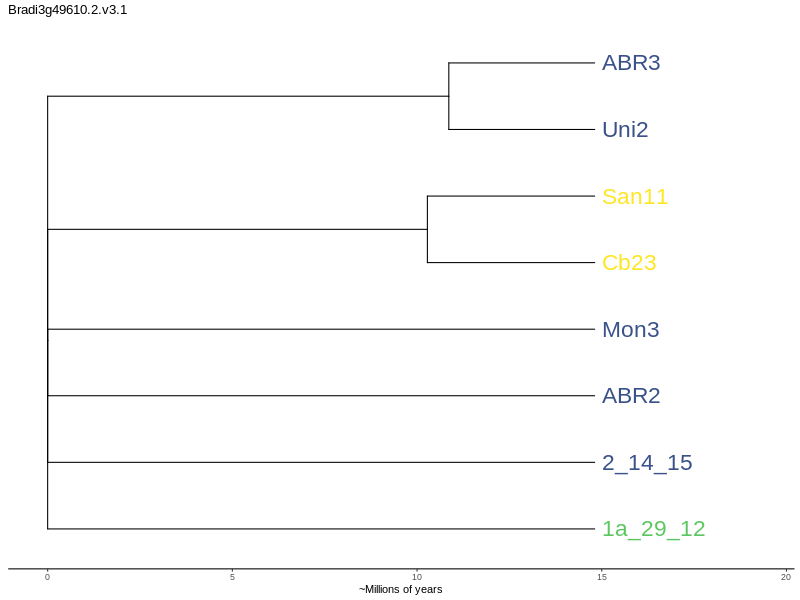 Bradi3g49610.2.v3.1
ABR3
Uni2
San11
Cb23
Mon3
ABR2
2_14_15
1a_29_12
0 5 10 15 20
~Millions of years